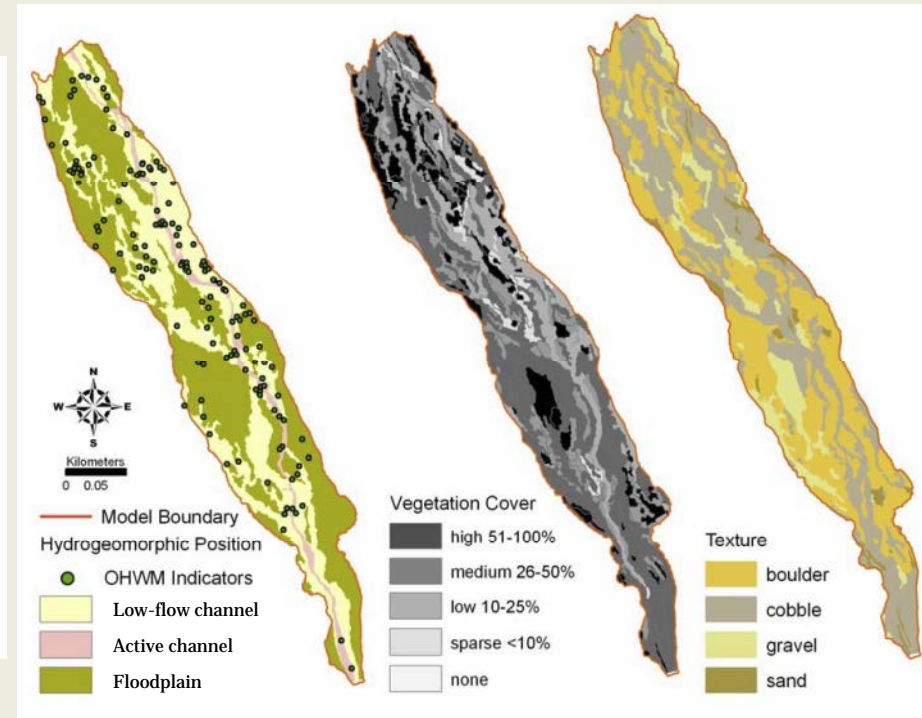 N
W E
S
Kilometers
0 0.05
Model Boundary
Hydrogeomorphic Position
OHWM Indicators
Low-flow channel
Active channel
Floodplain
Vegetation Cover
high 51-100%
medium 26-50%
low 10-25%
sparse <10%
none
Texture
boulder
cobble
gravel
sand